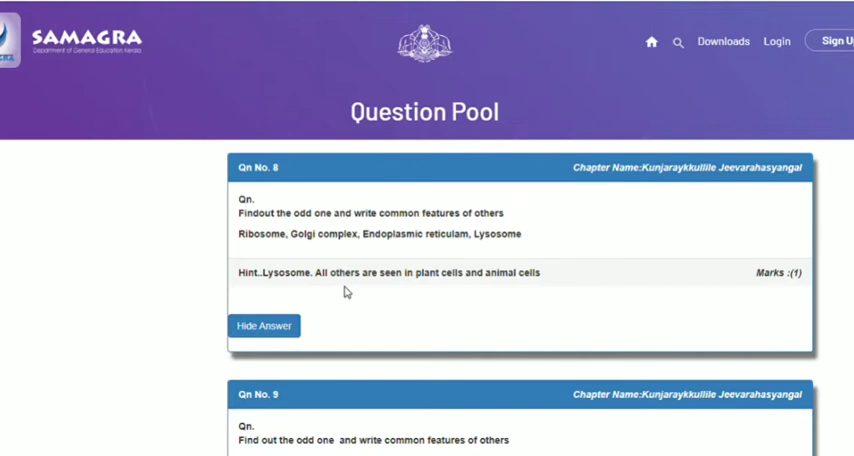 SAMAGRA
Department of General Education Kerala
Downloads
Login
Sign U
Question Pool
Qn No. 8
Chapter Name:Kunjaraykkullile Jeevarahasyangal
Qn.
Findout the odd one and write common features of others
Ribosome, Golgi complex, Endoplasmic reticulam, Lysosome
Hint..Lysosome. All others are seen in plant cells and animal cells
Marks :(1)
Hide Answer
Qn No. 9
Chapter Name:Kunjaraykkullile Jeevarahasyangal
Qn.
Find out the odd one and write common features of others